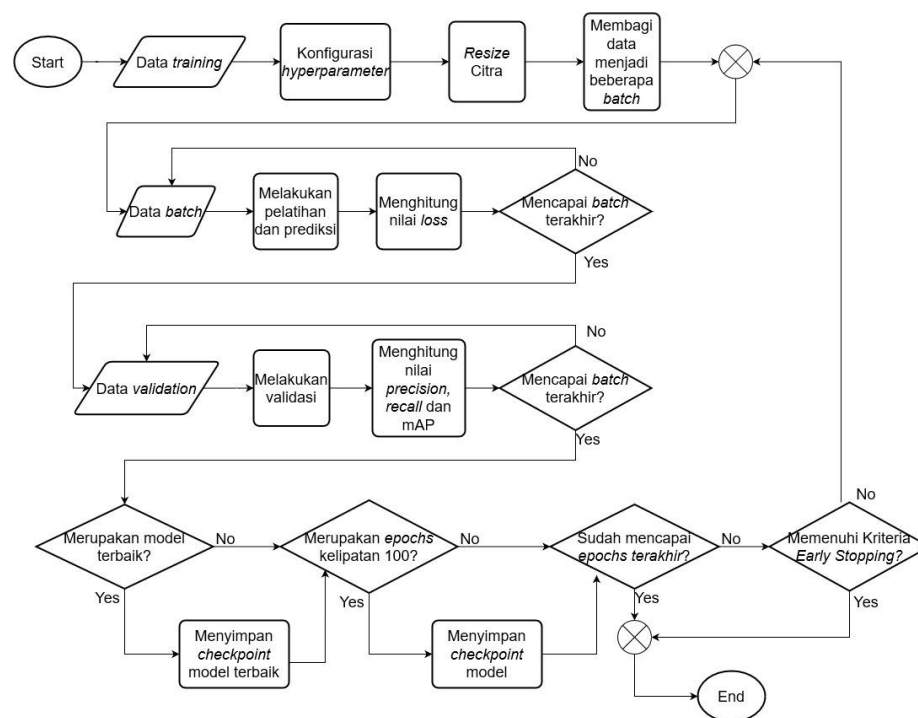 Start
Data training
Konfigurasi
hyperparameter
Resize
Citra
Membagi
data
menjadi
beberapa
batch
No
Data batch
Melakukan
pelatihan
dan prediksi
Menghitung
nilai loss
Mencapai batch
terakhir?
Yes
No
Data validation
Melakukan
validasi
Menghitung
nilai
precision,
recall dan
mAP
Mencapai batch
terakhir?
Yes
Merupakan model
terbaik?
No
Yes
Menyimpan
checkpoint
model terbaik
Merupakan epochs
kelipatan 100?
No
Yes
Menyimpan
checkpoint
model
Sudah mencapai
epochs terakhir?
No
Yes
Memenuhi Kriteria
Early Stopping?
No
Yes
End